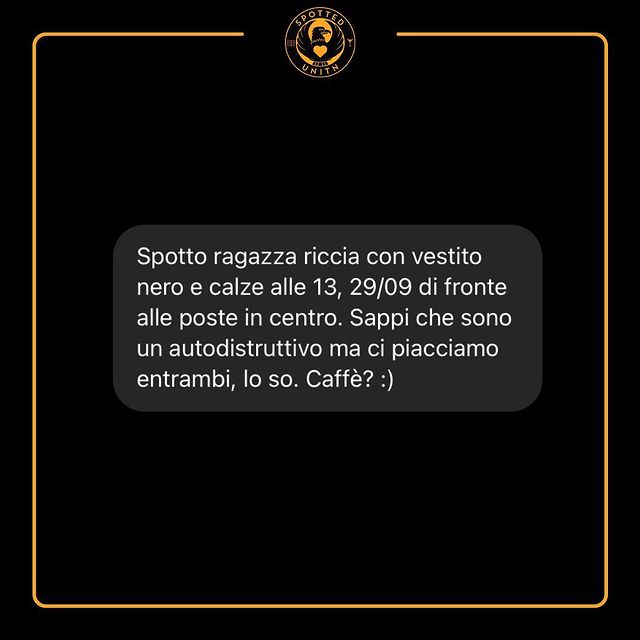 SPOTTED
UNITN
Spotto ragazza riccia con vestito
nero e calze alle 13, 29/09 di fronte
alle poste in centro. Sappi che sono
un autodistruttivo ma ci piacciamo
entrambi, lo so. Caffè? :)